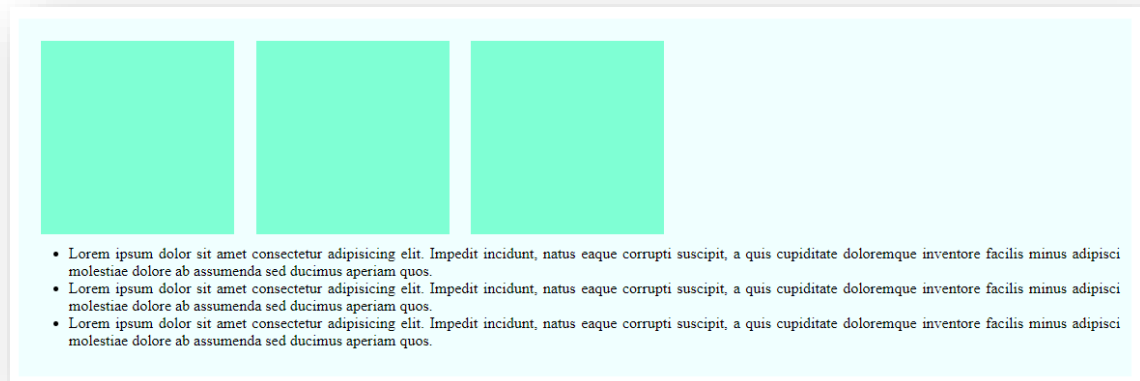 Lorem ipsum dolor sit amet consectetur adipisicing elit. Impedit incidunt, natus eaque corrupti suscipit, a quis cupiditate doloremque inventore facilis minus adipisci
molestiae dolore ab assumenda sed ducimus aperiam quos.
Lorem ipsum dolor sit amet consectetur adipisicing elit. Impedit incidunt, natus eaque corrupti suscipit, a quis cupiditate doloremque inventore facilis minus adipisci
molestiae dolore ab assumenda sed ducimus aperiam quos.
Lorem ipsum dolor sit amet consectetur adipisicing elit. Impedit incidunt, natus eaque corrupti suscipit, a quis cupiditate doloremque inventore facilis minus adipisci
molestiae dolore ab assumenda sed ducimus aperiam quos.